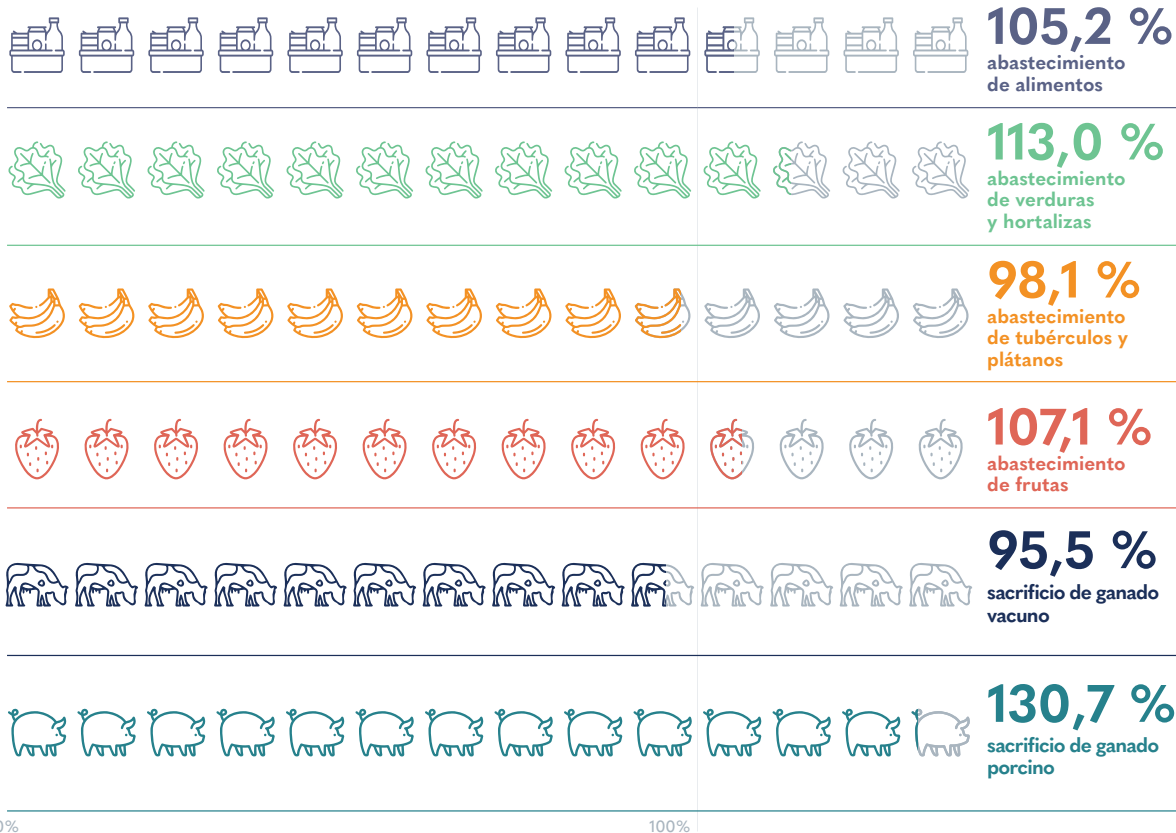 105,2 %
abastecimiento
de alimentos
113,0 %
abastecimiento
de verduras
y hortalizas
98,1 %
abastecimiento
de tubérculos y
plátanos
107,1 %
abastecimiento
de frutas
95,5 %
sacrificio de ganado
vacuno
130,7 %
sacrificio de ganado
porcino
0%
100%